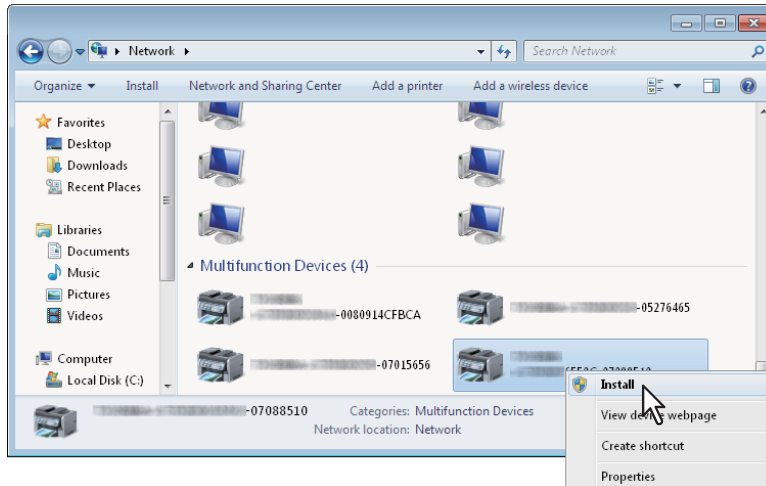 Network
Search Network
Organize Install Network and Sharing Center Add a printer Add a wireless device
Favorites
Desktop
Downloads
Recent Places
Libraries
Documents
Music
Pictures
Videos
Computer
Local Disk (C:)
Multifunction Devices (4)
-0080914CFBCA
-05276465
-07015656
Install
View device webpage
Create shortcut
Properties
-07088510 Categories: Multifunction Devices
Network location: Network